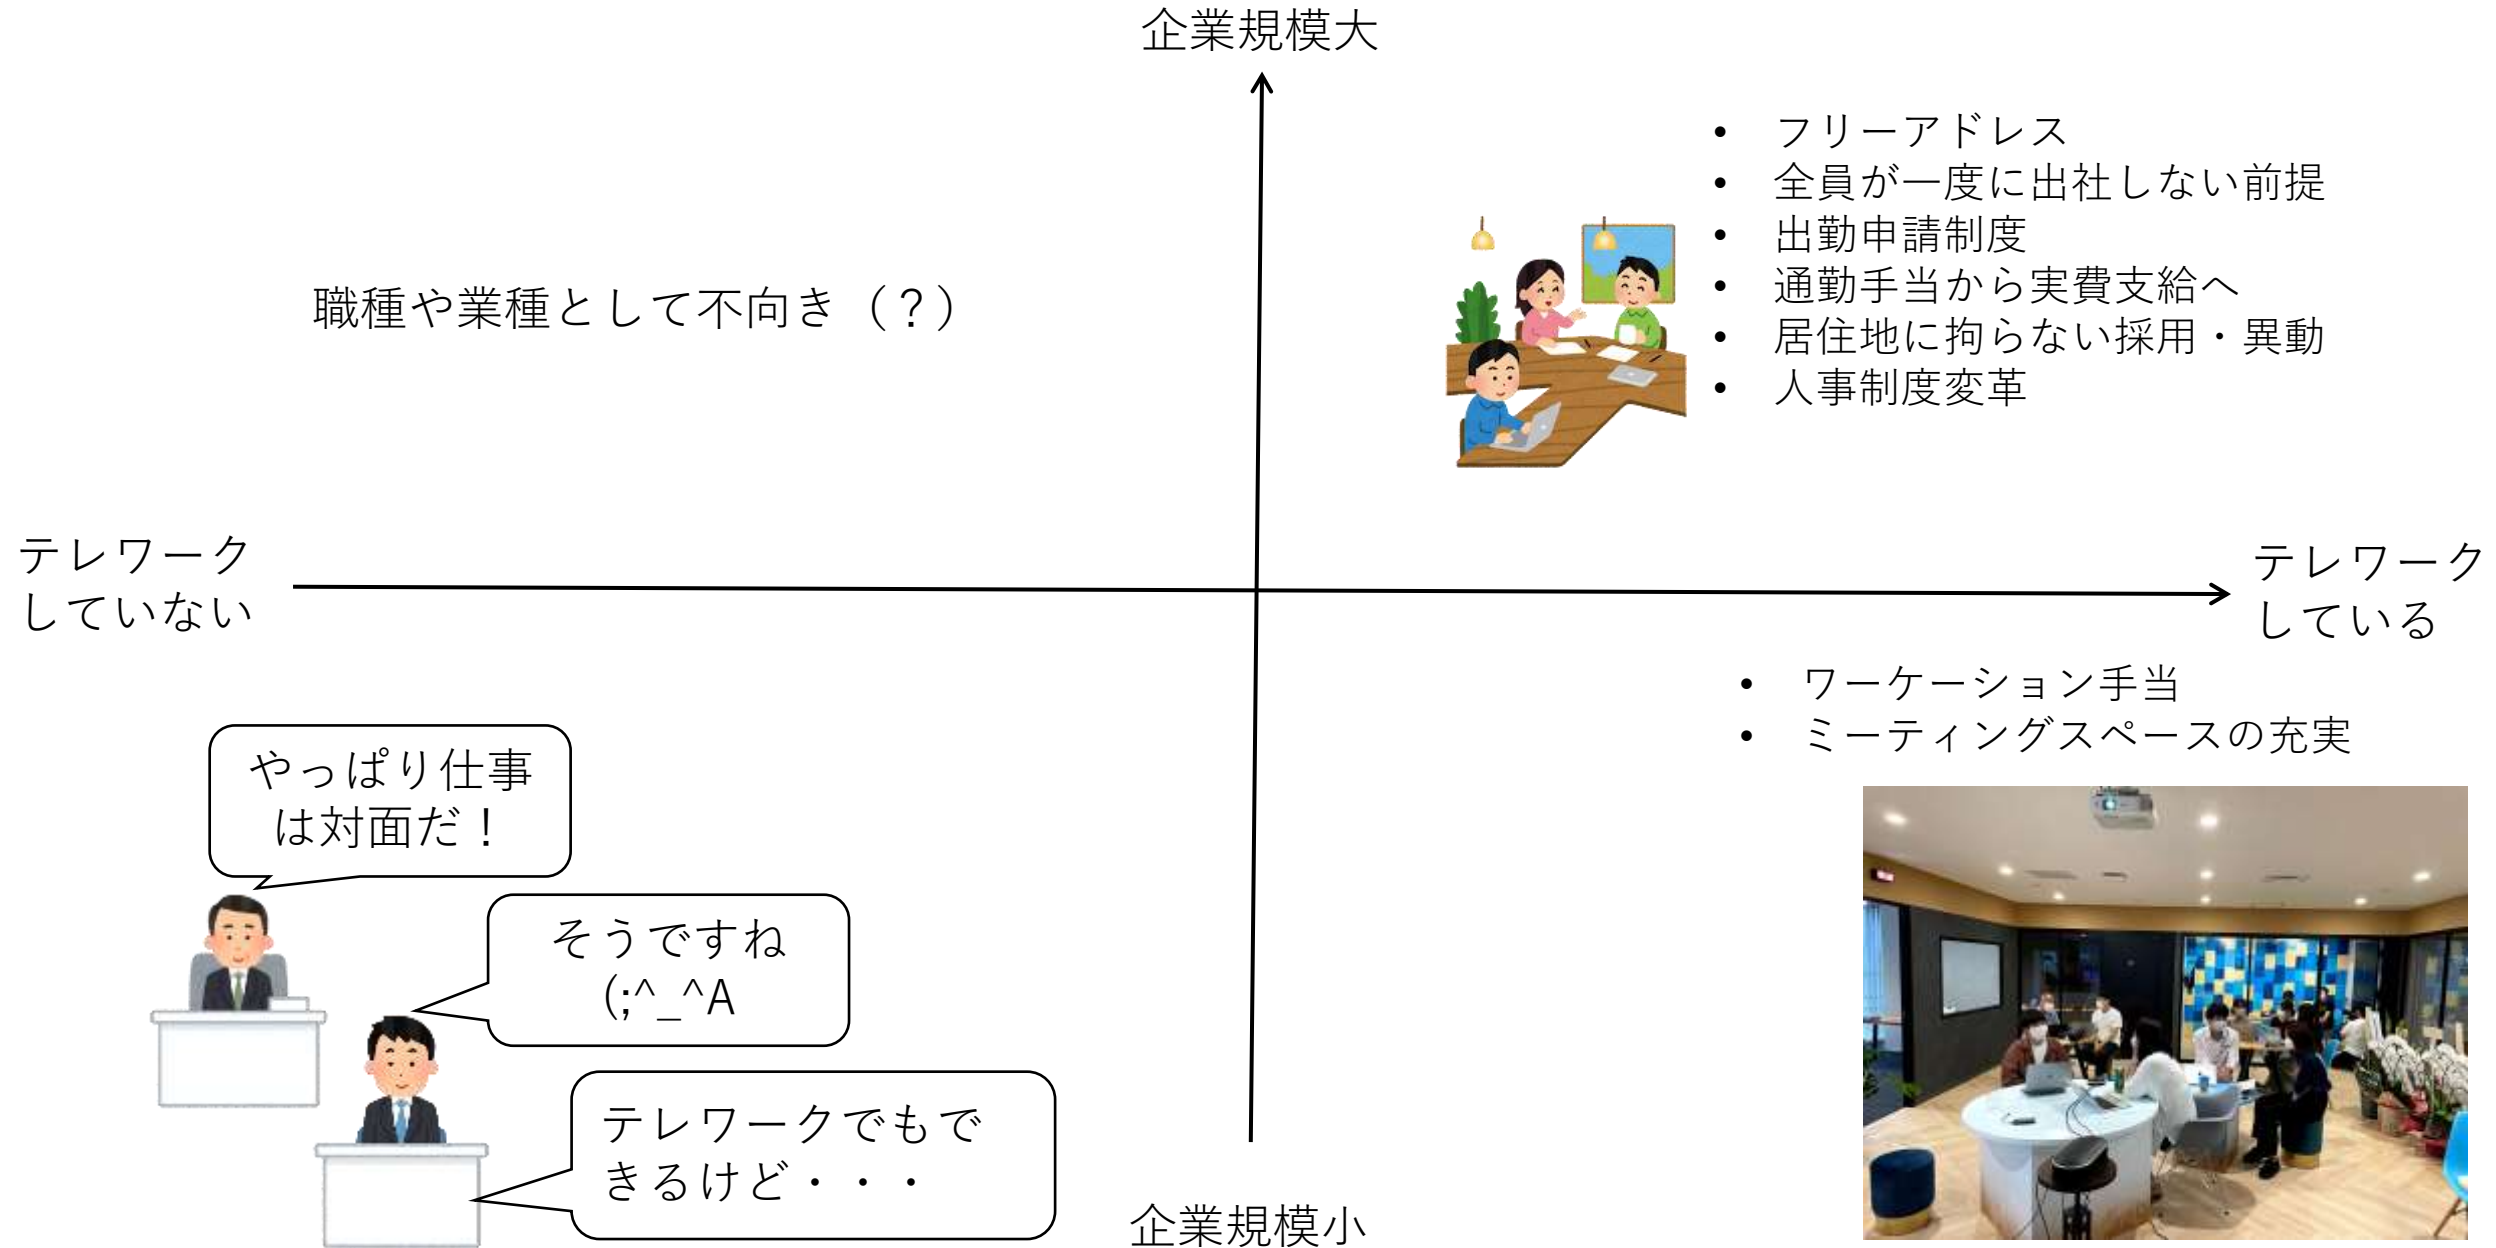 企業規模大
• フリーアドレス
• 全員が一度に出社しない前提
• 出勤申請制度
• 通勤手当から実費支給へ
• 居住地に拘らない採用・異動
• 人事制度変革
職種や業種として不向き（？）
テレワーク
していない
テレワーク
している
• ワーケーション手当
• ミーティングスペースの充実
やっぱり仕事
は対面だ！
そうですね
(;^_^A
テレワークでもで
きるけど・・・
企業規模小